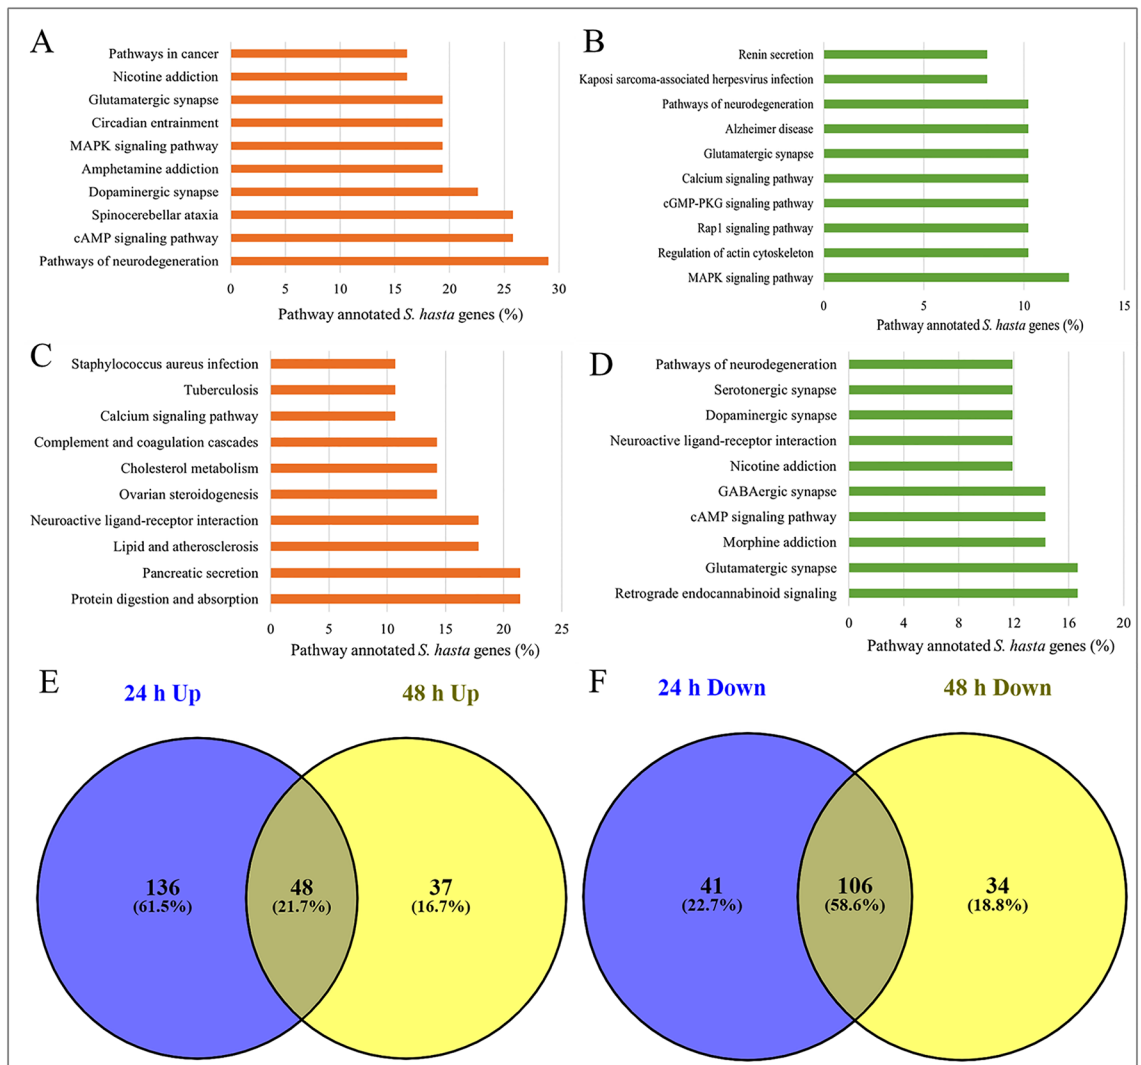 A
Pathways in cancer
Nicotine addiction
Glutamatergic synapse
Circadian entrainment
MAPK signaling pathway
Amphetamine addiction
Dopaminergic synapse
Spinocerebellar ataxia
cAMP signaling pathway
Pathways of neurodegeneration
0 5 10 15 20 25 30
Pathway annotated S. hasta genes (%)
B
Renin secretion
Kaposi sarcoma-associated herpesvirus infection
Pathways of neurodegeneration
Alzheimer disease
Glutamatergic synapse
Calcium signaling pathway
cGMP-PKG signaling pathway
Rap1 signaling pathway
Regulation of actin cytoskeleton
MAPK signaling pathway
0 5 10 15
Pathway annotated S. hasta genes (%)
C
Staphylococcus aureus infection
Tuberculosis
Calcium signaling pathway
Complement and coagulation cascades
Cholesterol metabolism
Ovarian steroidogenesis
Neuroactive ligand-receptor interaction
Lipid and atherosclerosis
Pancreatic secretion
Protein digestion and absorption
0 5 10 15 20 25
Pathway annotated S. hasta genes (%)
D
Pathways of neurodegeneration
Serotonergic synapse
Dopaminergic synapse
Neuroactive ligand-receptor interaction
Nicotine addiction
GABAergic synapse
cAMP signaling pathway
Morphine addiction
Glutamatergic synapse
Retrograde endocannabinoid signaling
0 4 8 12 16 20
Pathway annotated S. hasta genes (%)
E
24 h Up 48 h Up
136 48 37
(61.5%) (21.7%) (16.7%)
F
24 h Down 48 h Down
41 106 34
(22.7%) (58.6%) (18.8%)